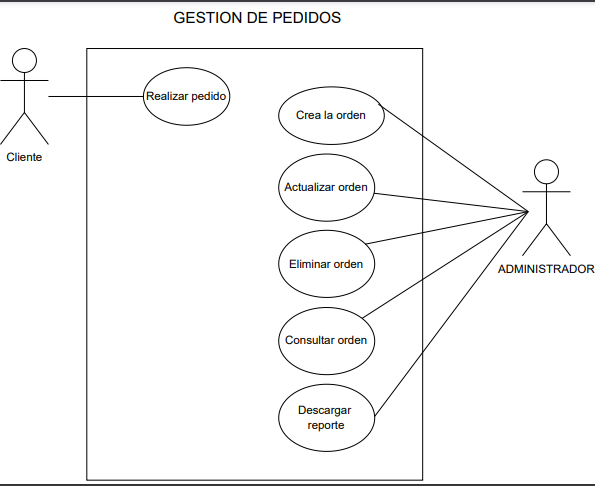 GESTION DE PEDIDOS
Realizar pedido
Crea la orden
Cliente
Actualizar orden
Eliminar orden
ADMINISTRADOR
Consultar orden
Descargar
reporte